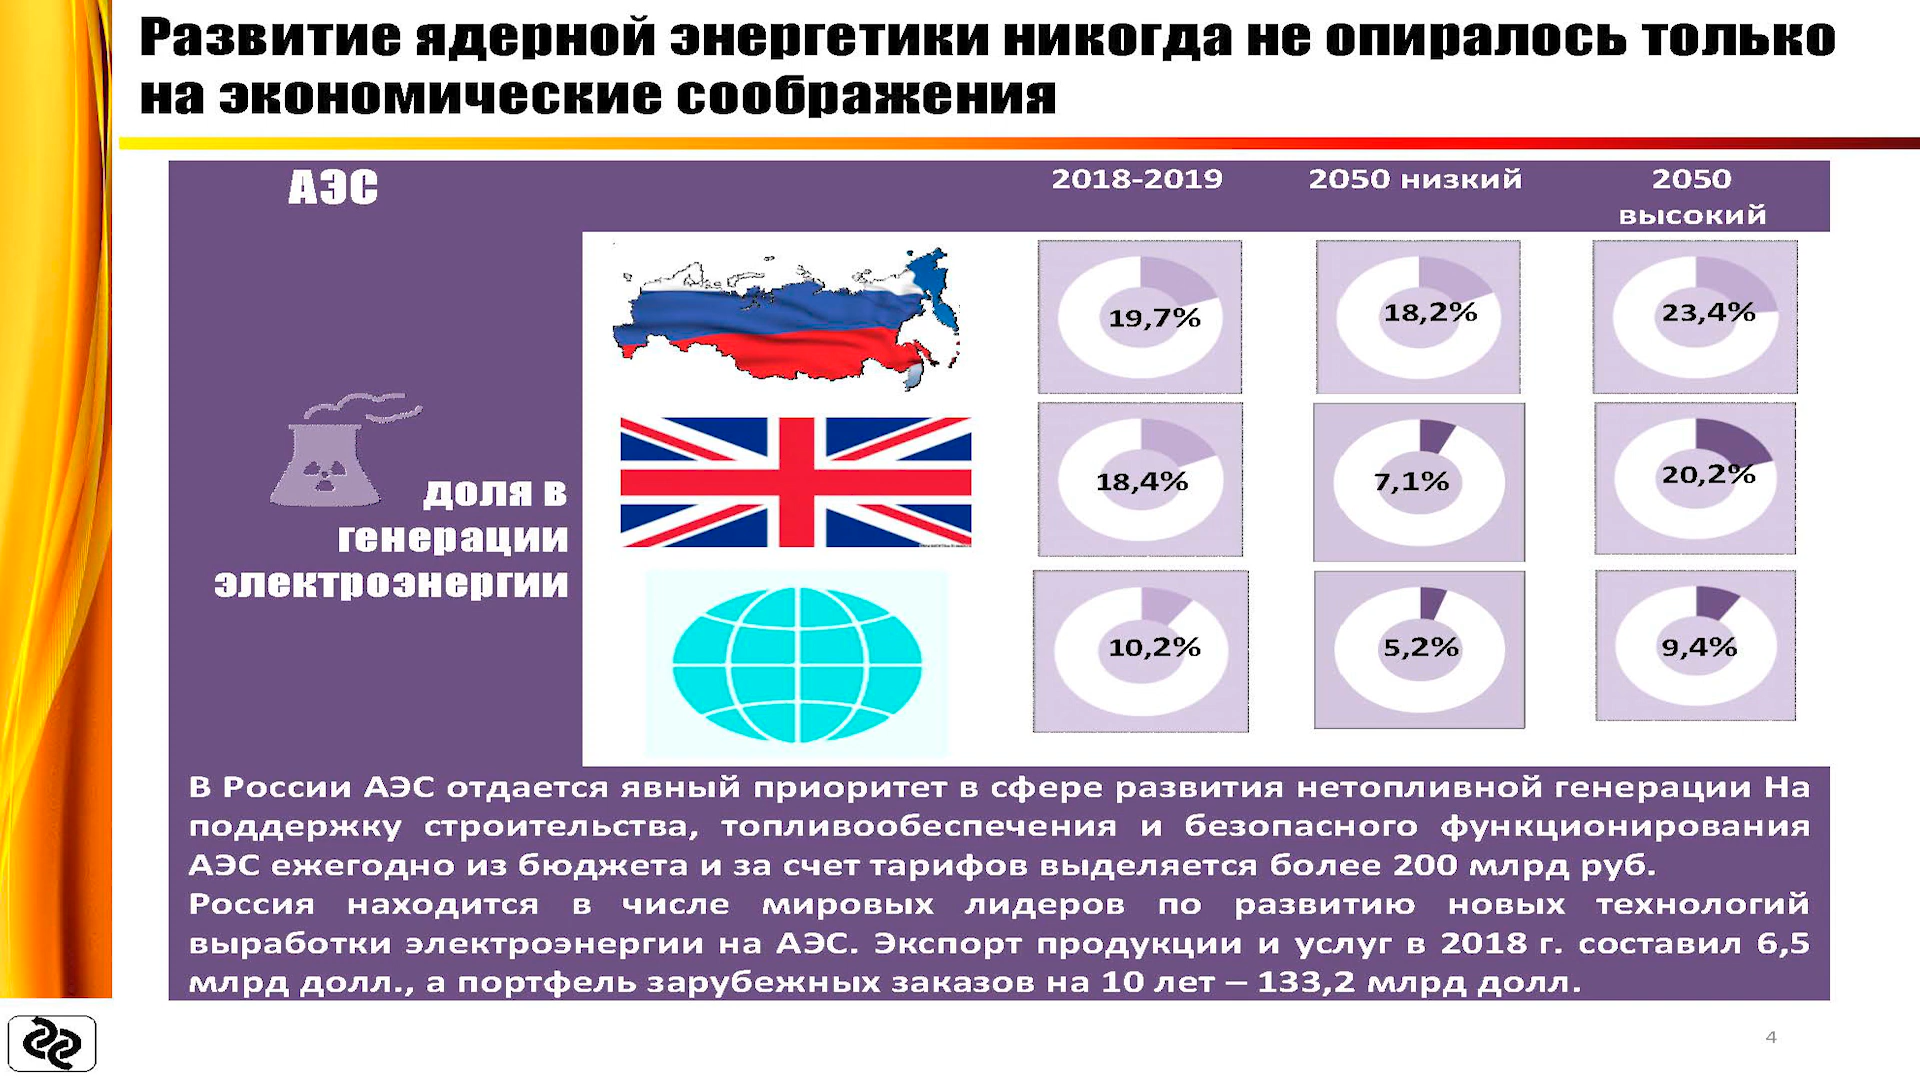 Развитие ядерной энергетики никогда не опиралось только
на экономические соображения
АЭС
2018-2019
2050 низкий
2050
высокий
доля в
генерации
электроэнергии
19,7%
18,2%
23,4%
18,4%
7,1%
20,2%
10,2%
5,2%
9,4%
В России АЭС отдается явный приоритет в сфере развития нетопливной генерации На
поддержку строительства, топливообеспечения и безопасного функционирования
АЭС ежегодно из бюджета и за счет тарифов выделяется более 200 млрд руб.
Россия находится в числе мировых лидеров по развитию новых технологий
выработки электроэнергии на АЭС. Экспорт продукции и услуг в 2018 г. составил 6,5
млрд долл., а портфель зарубежных заказов на 10 лет – 133,2 млрд долл.
4